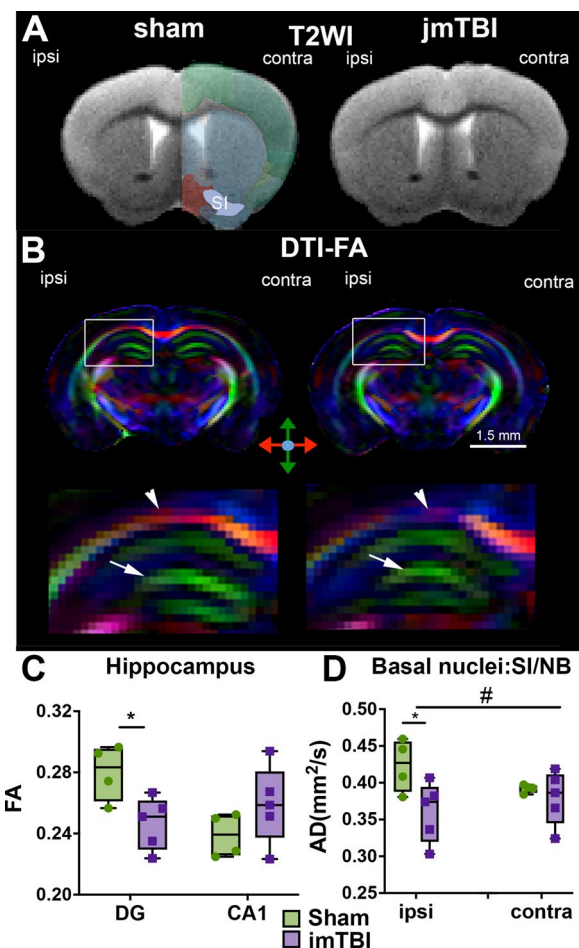 A sham T2WI jmTBI
ipsi contra ipsi contra
SI
B DTI-FA
ipsi contra ipsi contra
1.5 mm
C Hippocampus
FA
0.32
0.28
0.24
0.20
*
DG CA1
D Basal nuclei:SI/NB
AD(mm²/s)
0.50
0.45
0.40
0.35
0.30
0.25
#
*
ipsi contra
Sham
jmTBI